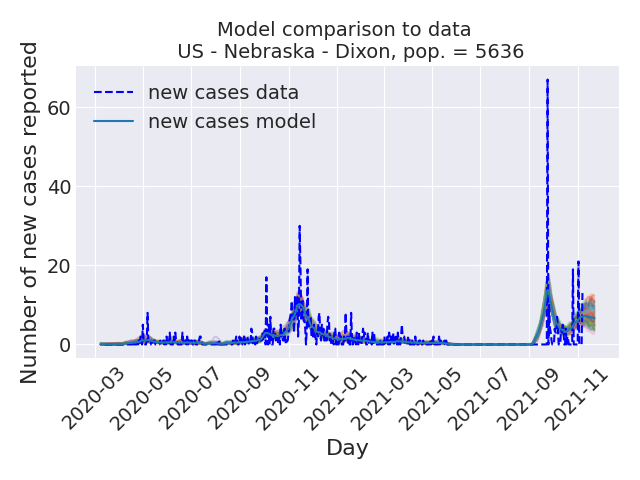 Model comparison to data
US - Nebraska - Dixon, pop. = 5636
Number of new cases reported
60
40
20
0
new cases data
new cases model
2020-03
2020-05
2020-07
2020-09
2020-11
2021-01
2021-03
2021-05
2021-07
2021-09
2021-11
Day